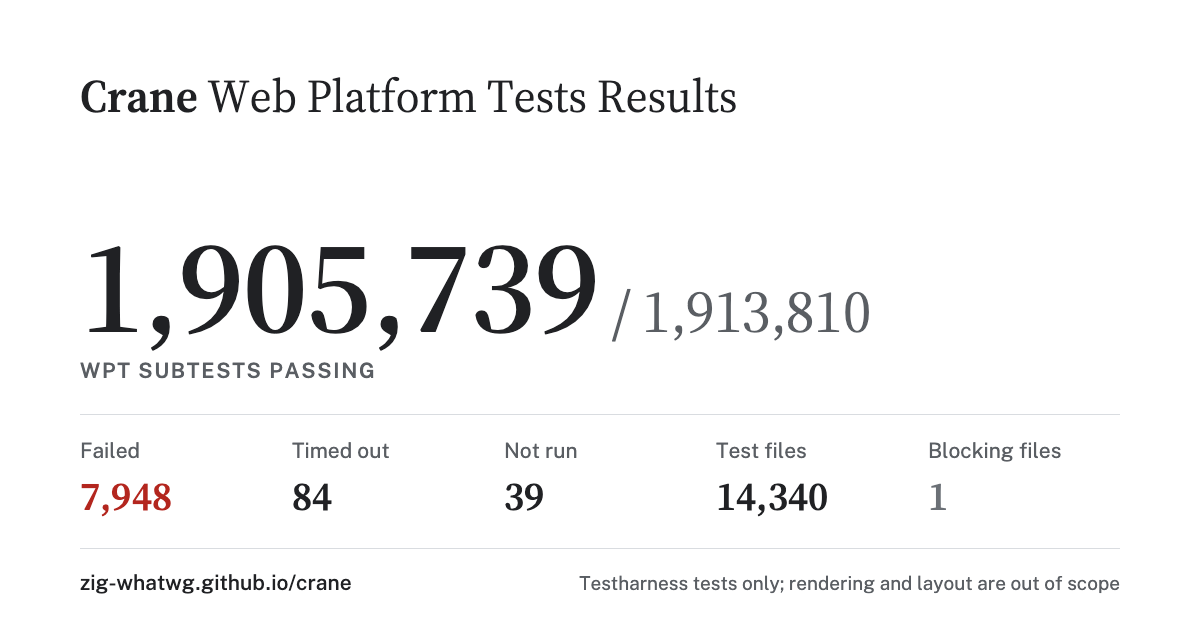 Crane Web Platform Tests Results
1,905,739 / 1,913,810
WPT SUBTESTS PASSING
Failed Timed out Not run Test files Blocking files
7,948 84 39 14,340 1
zig-whatwg.github.io/crane Testharness tests only; rendering and layout are out of scope